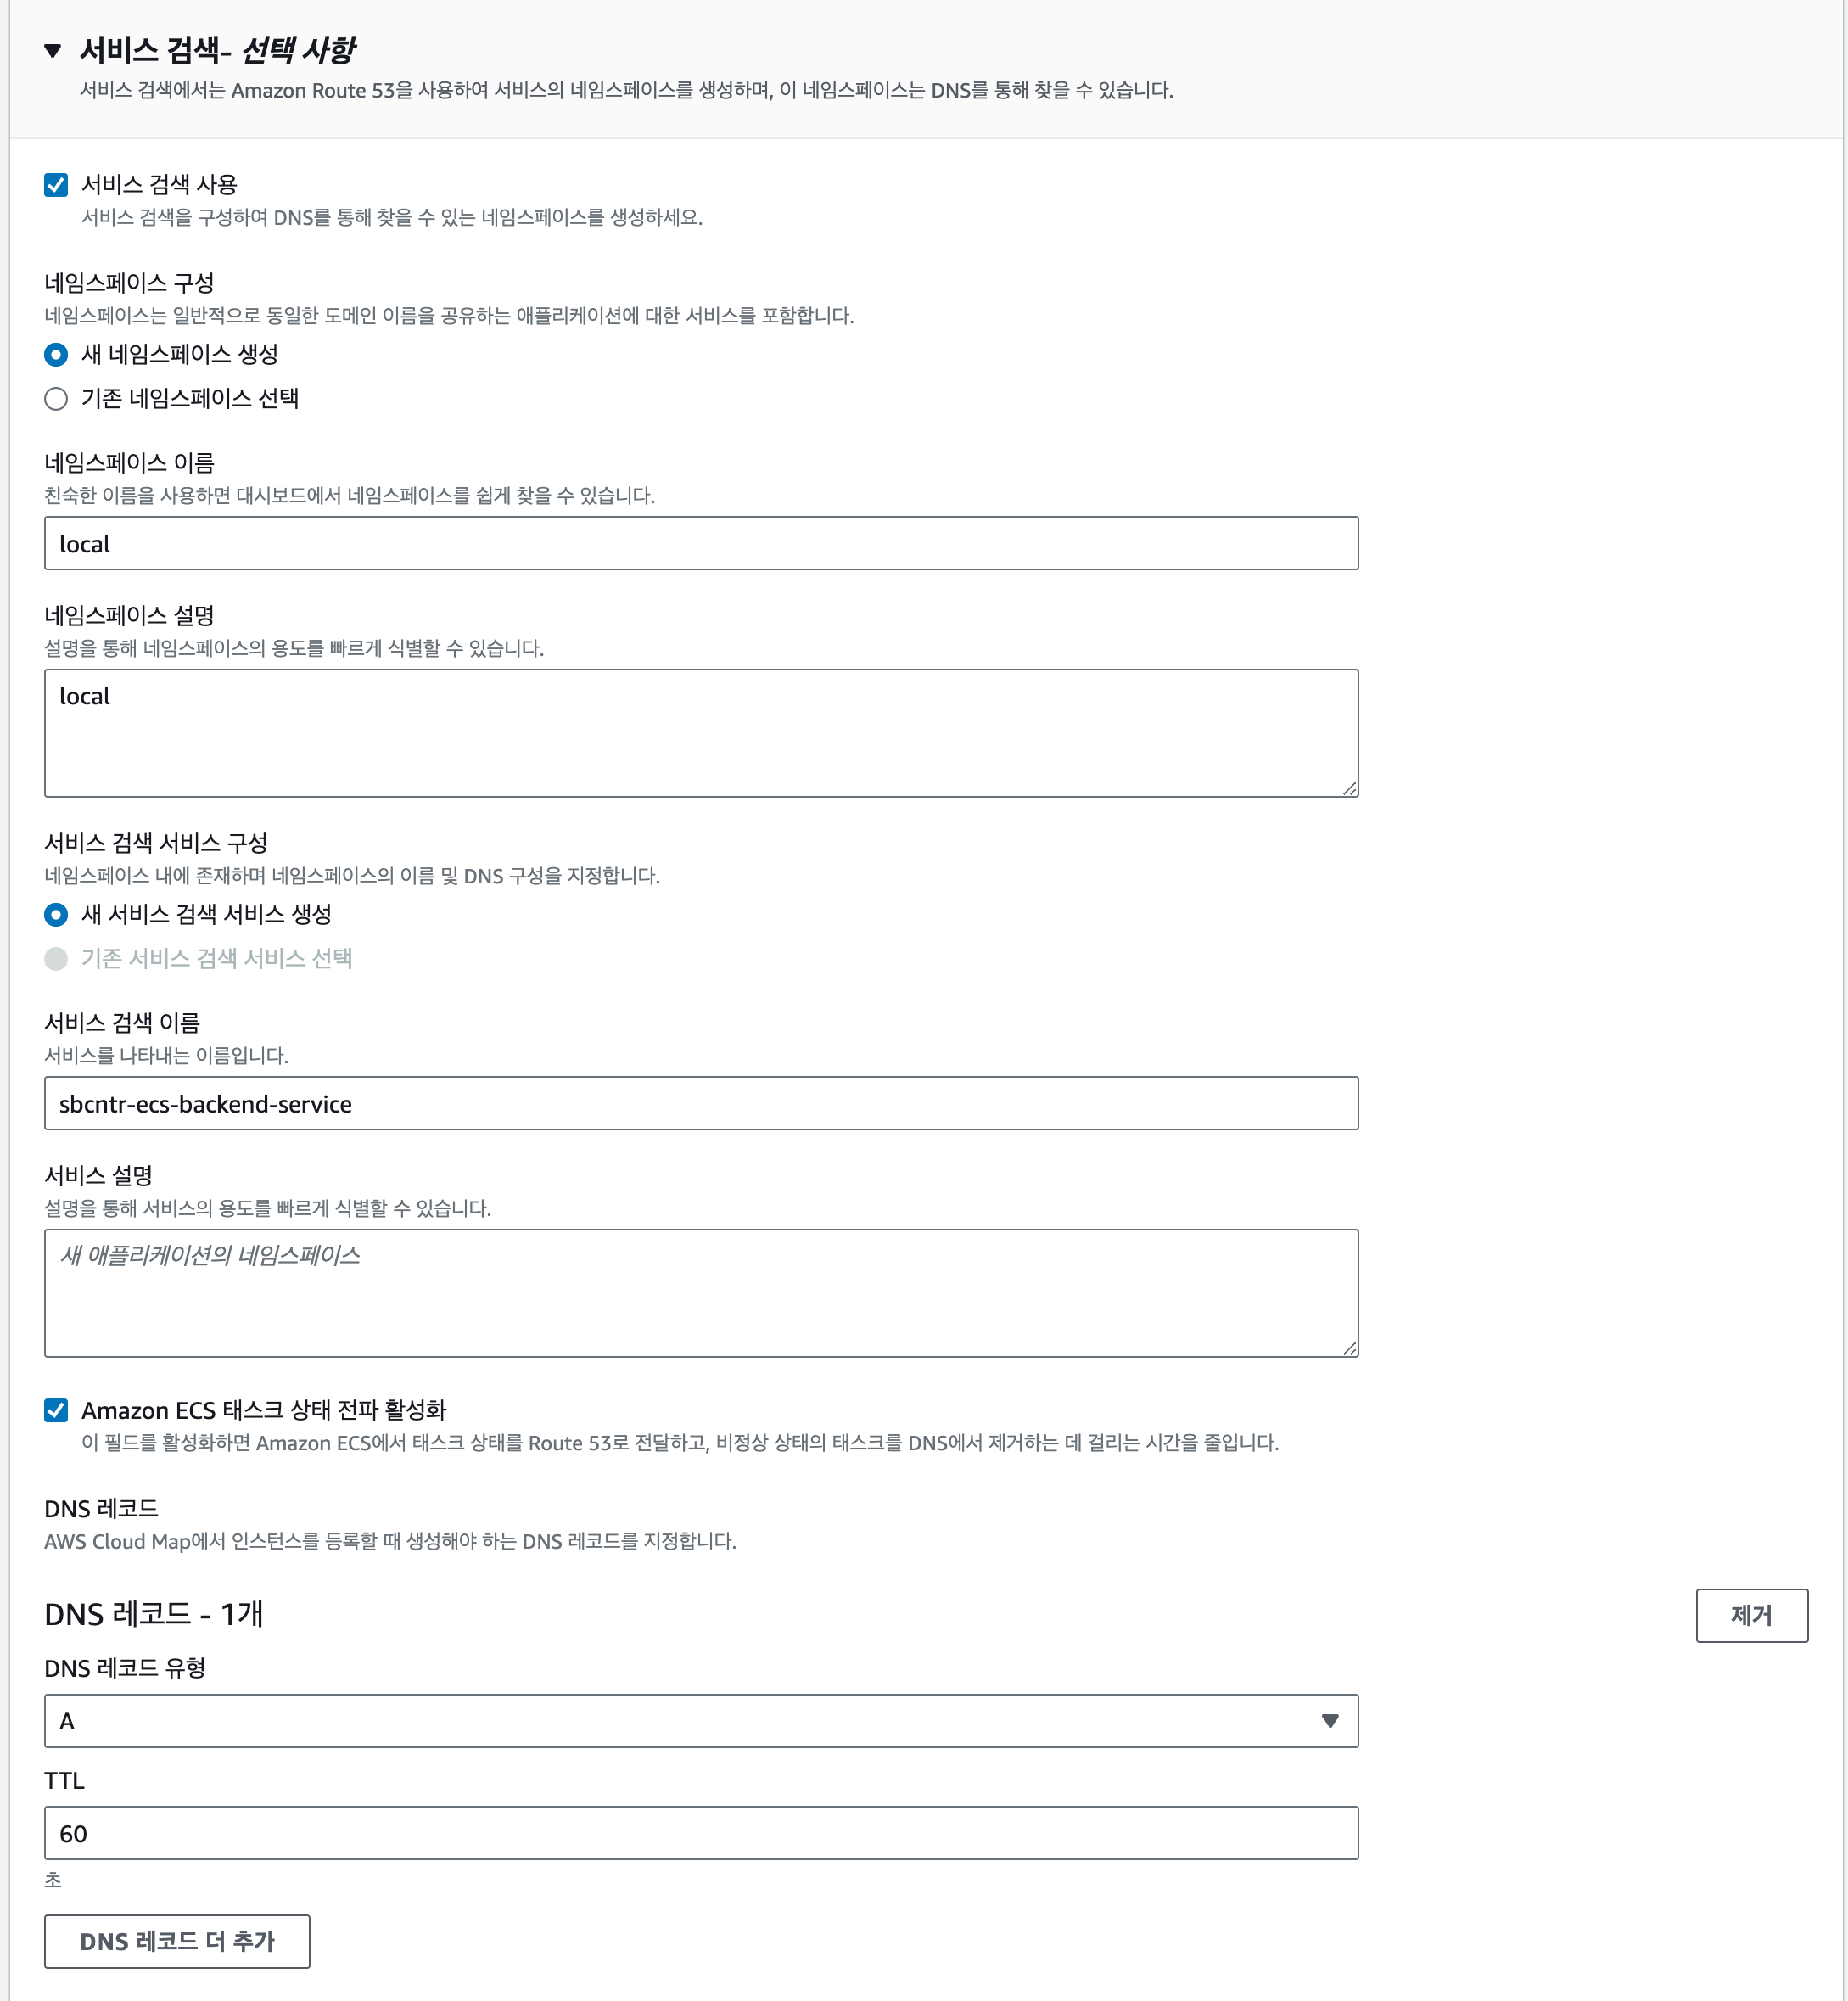 서비스 검색- 선택 사항
서비스 검색에서는 Amazon Route 53을 사용하여 서비스의 네임스페이스를 생성하며, 이 네임스페이스는 DNS를 통해 찾을 수 있습니다.
서비스 검색 사용
서비스 검색을 구성하여 DNS를 통해 찾을 수 있는 네임스페이스를 생성하세요.
네임스페이스 구성
네임스페이스는 일반적으로 동일한 도메인 이름을 공유하는 애플리케이션에 대한 서비스를 포함합니다.
새 네임스페이스 생성
기존 네임스페이스 선택
네임스페이스 이름
친숙한 이름을 사용하면 대시보드에서 네임스페이스를 쉽게 찾을 수 있습니다.
local
네임스페이스 설명
설명을 통해 네임스페이스의 용도를 빠르게 식별할 수 있습니다.
local
서비스 검색 서비스 구성
네임스페이스 내에 존재하며 네임스페이스의 이름 및 DNS 구성을 지정합니다.
새 서비스 검색 서비스 생성
기존 서비스 검색 서비스 선택
서비스 검색 이름
서비스를 나타내는 이름입니다.
sbcntr-ecs-backend-service
서비스 설명
설명을 통해 서비스의 용도를 빠르게 식별할 수 있습니다.
새 애플리케이션의 네임스페이스
Amazon ECS 태스크 상태 전파 활성화
이 필드를 활성화하면 Amazon ECS에서 태스크 상태를 Route 53로 전달하고, 비정상 상태의 태스크를 DNS에서 제거하는 데 걸리는 시간을 줄입니다.
DNS 레코드
AWS Cloud Map에서 인스턴스를 등록할 때 생성해야 하는 DNS 레코드를 지정합니다.
DNS 레코드 - 1개
제거
DNS 레코드 유형
A
TTL
60
초
DNS 레코드 더 추가